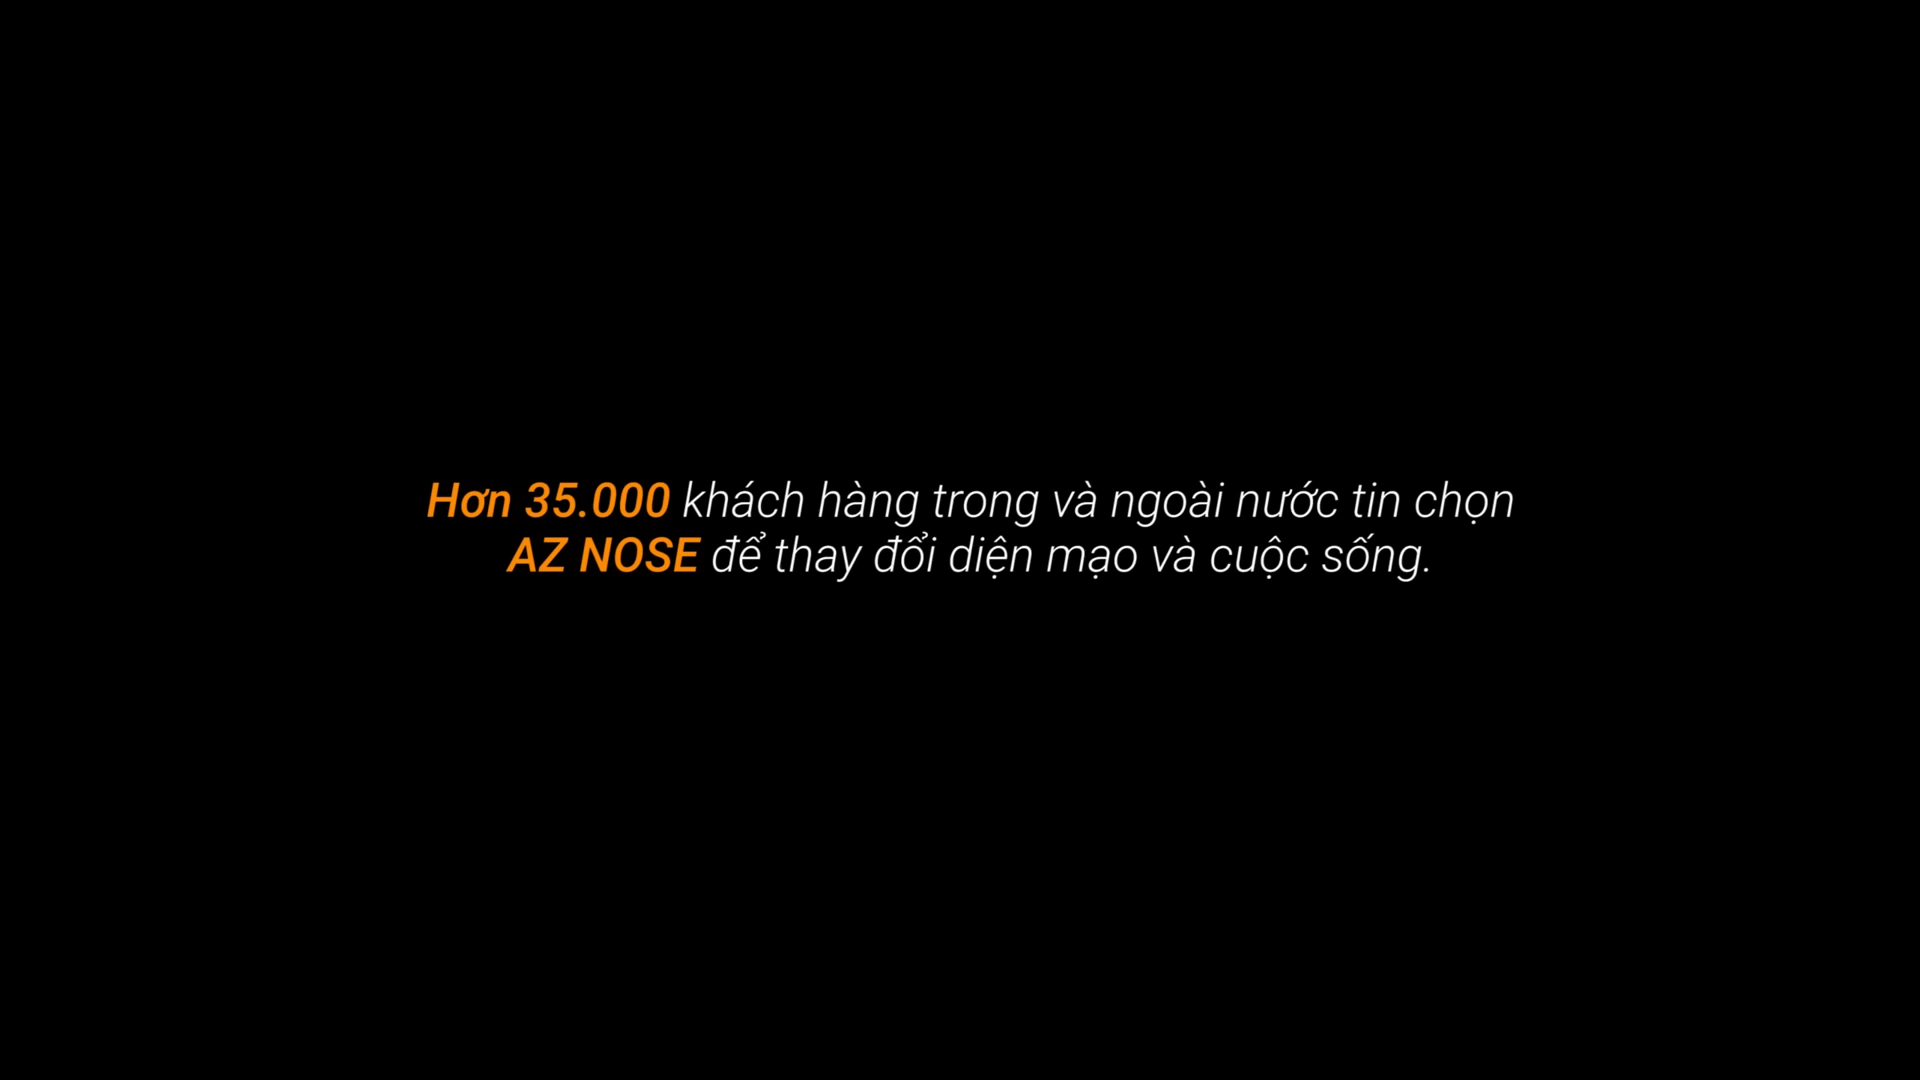 Hơn 35.000 khách hàng trong và ngoài nước tin chọn
AZ NOSE để thay đổi diện mạo và cuộc sống.